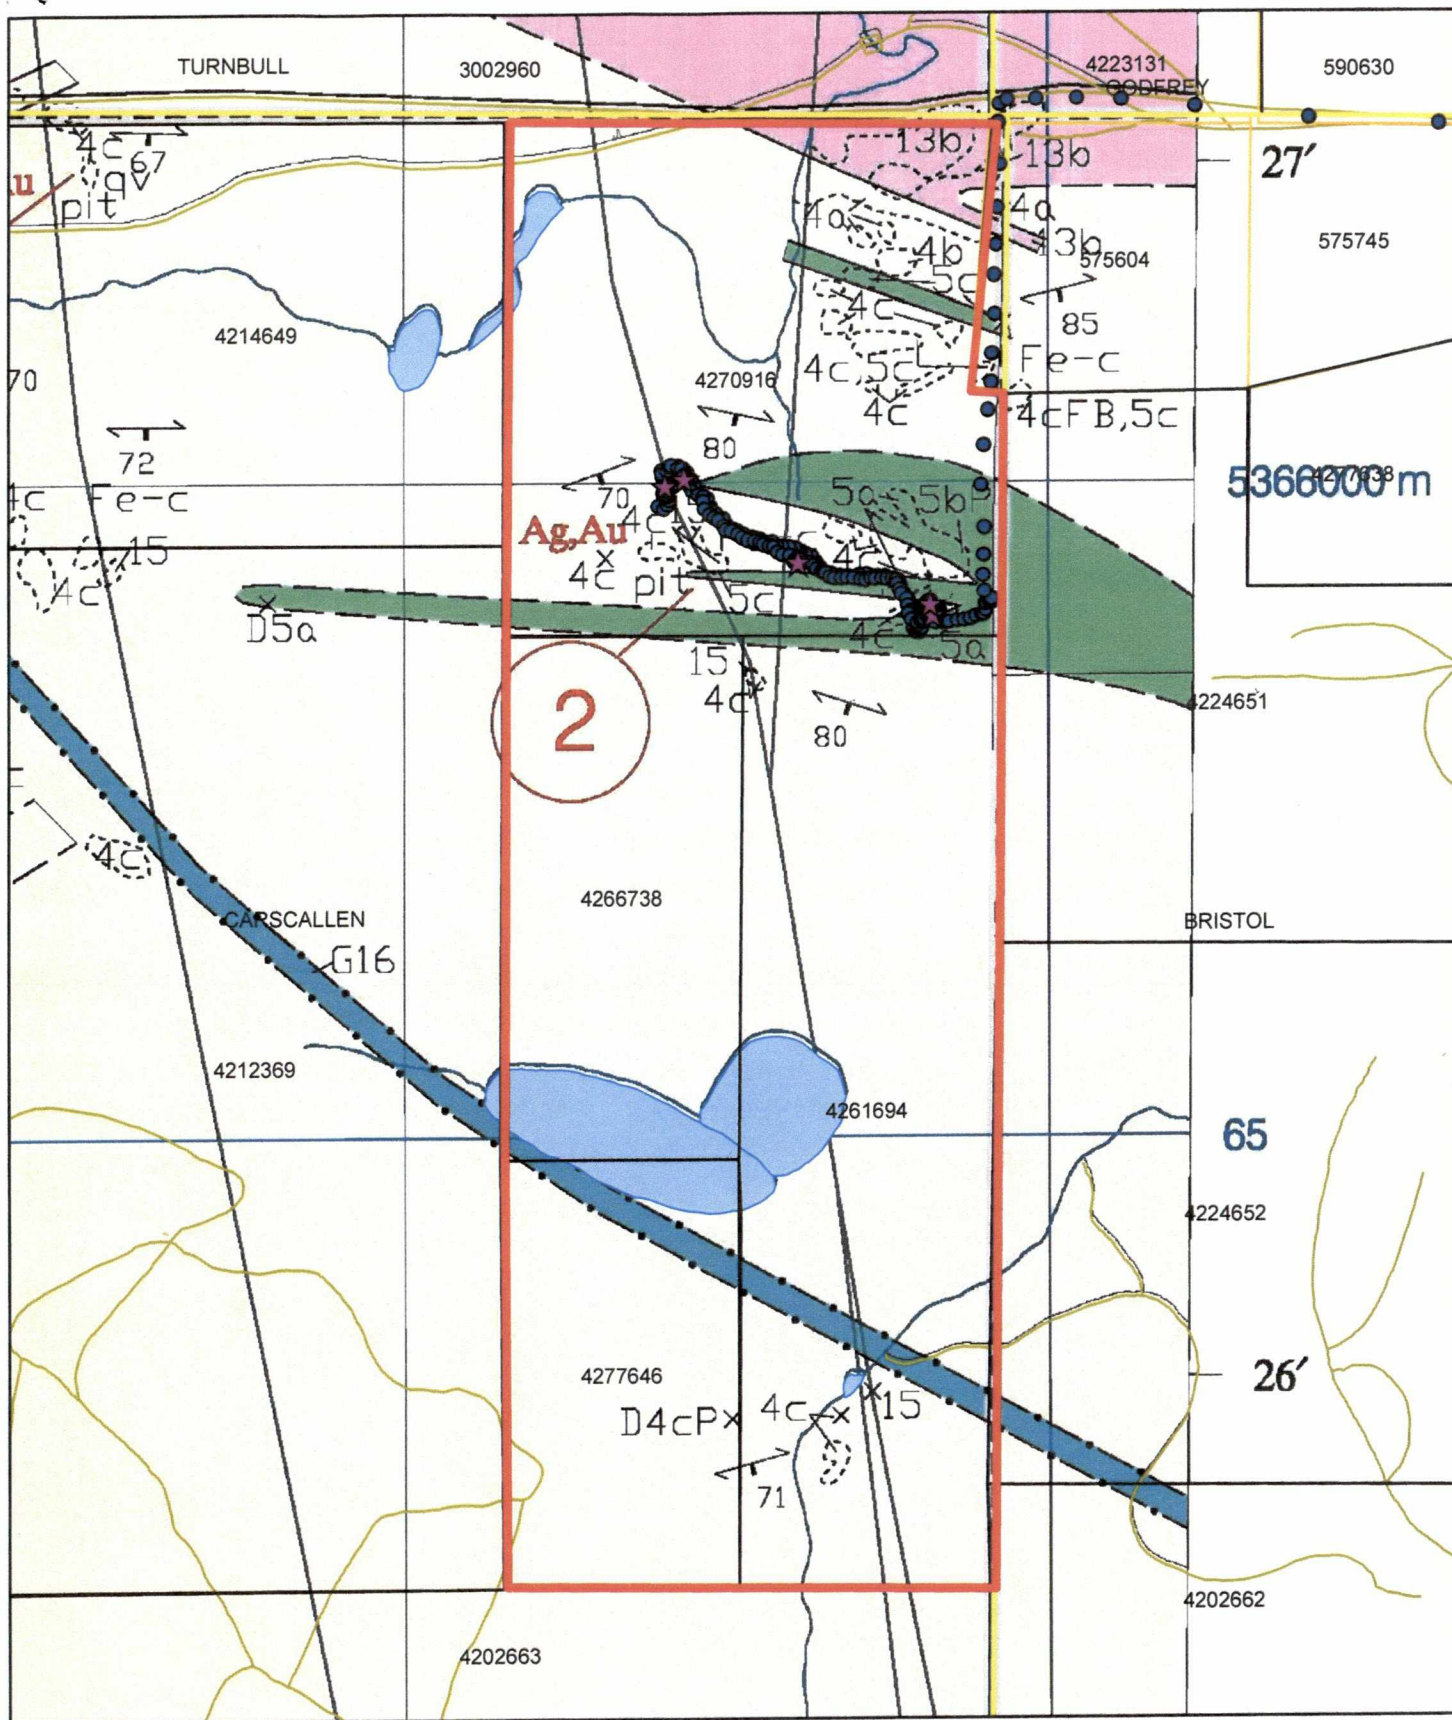 TURNBULL
3002960
4223131
GODFREY
590630
4c
67
qv
pit
13b
13b
27′
4a
4a
13b
4b
575604
575745
5c
4c
85
4214649
4270916
4c,5c
Fe-c
70
4c
4cFB,5c
80
72
4c Fe-c
70
4277638
5366000 m
5a
5bP
Ag,Au
4c
15
4c
4c pit
5c
4c
D5a
4c
5a
15
4c
2
80
4224651
4c
4266738
CARSCALLEN
BRISTOL
G16
4212369
4261694
65
4224652
4277646
26′
D4cP
4c
15
71
4202662
4202663